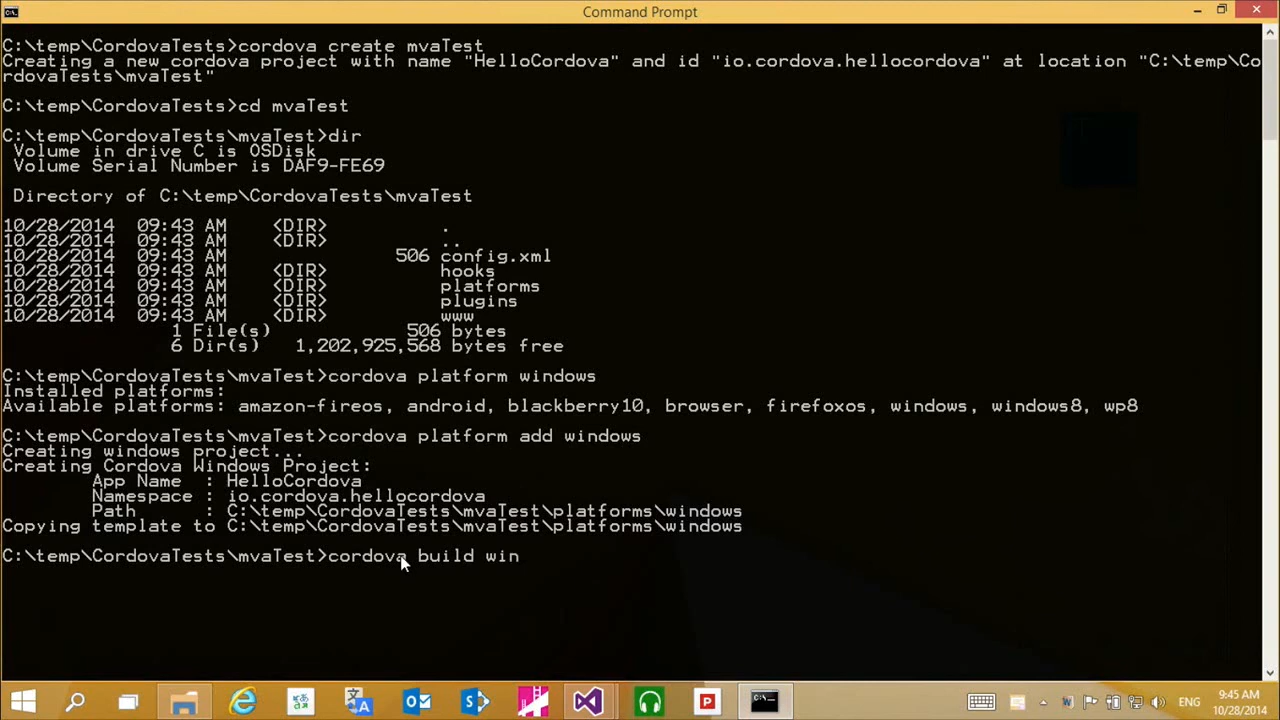 Command Prompt
C:\temp\CordovaTests>cordova create mvaTest
Creating a new cordova project with name "HelloCordova" and id "io.cordova.hellocordova" at location "C:\temp\Co
rdovaTests\mvaTest"
C:\temp\CordovaTests>cd mvaTest
C:\temp\CordovaTests\mvaTest>dir
Volume in drive C is OSDisk
Volume Serial Number is DAF9-FE69
Directory of C:\temp\CordovaTests\mvaTest
10/28/2014 09:43 AM <DIR> .
10/28/2014 09:43 AM <DIR> ..
10/28/2014 09:43 AM 506 config.xml
10/28/2014 09:43 AM <DIR> hooks
10/28/2014 09:43 AM <DIR> platforms
10/28/2014 09:43 AM <DIR> plugins
10/28/2014 09:43 AM <DIR> www
1 File(s) 506 bytes
6 Dir(s) 1,202,925,568 bytes free
C:\temp\CordovaTests\mvaTest>cordova platform windows
Installed platforms:
Available platforms: amazon-fireos, android, blackberry10, browser, firefoxos, windows, windows8, wp8
C:\temp\CordovaTests\mvaTest>cordova platform add windows
Creating windows project...
Creating Cordova Windows Project:
App Name : HelloCordova
Namespace : io.cordova.hellocordova
Path : C:\temp\CordovaTests\mvaTest\platforms\windows
Copying template to C:\temp\CordovaTests\mvaTest\platforms\windows
C:\temp\CordovaTests\mvaTest>cordova build win
ENG
9:45 AM
10/28/2014